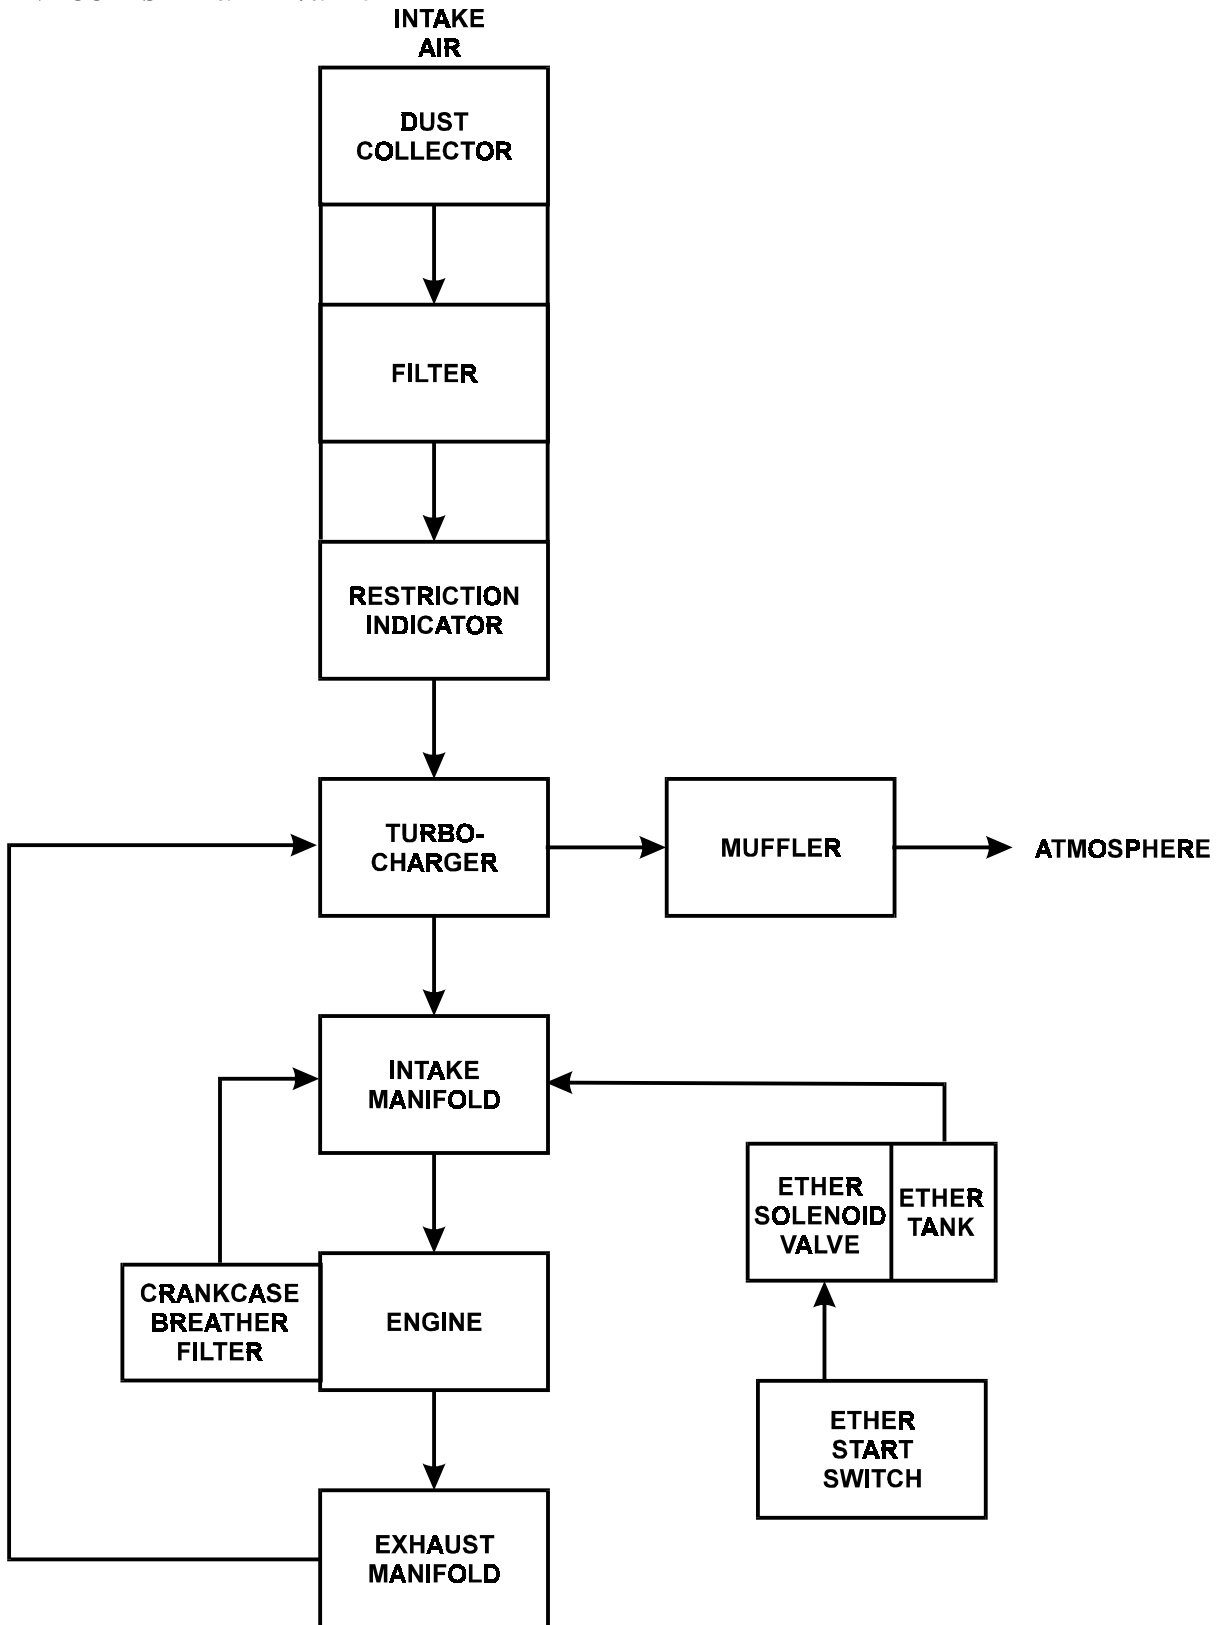 INTAKE
AIR
DUST
COLLECTOR
FILTER
RESTRICTION
INDICATOR
TURBO-
CHARGER
MUFFLER
ATMOSPHERE
INTAKE
MANIFOLD
ETHER
SOLENOID
VALVE
ETHER
TANK
CRANKCASE
BREATHER
FILTER
ENGINE
ETHER
START
SWITCH
EXHAUST
MANIFOLD